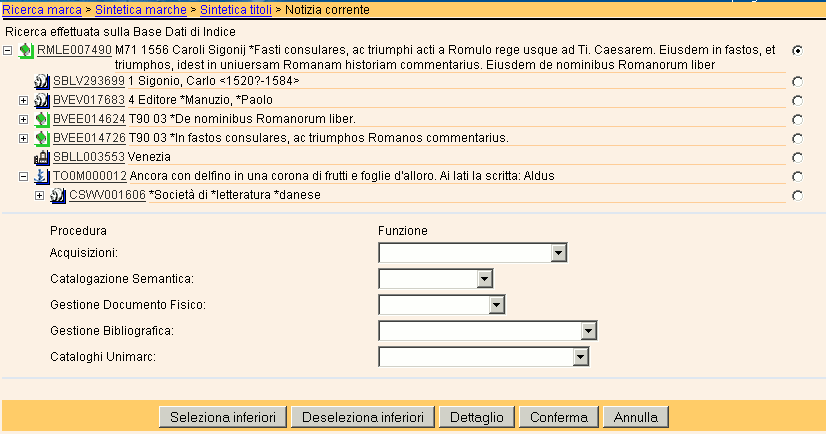 Ricerca marca > Sintetica marche > Sintetica titoli > Notizia corrente
Ricerca effettuata sulla Base Dati di Indice
RMLE007490 M71 1556 Caroli Sigonij *Fasti consulares, ac triumphi acti a Romulo rege usque ad Ti. Caesarem. Eiusdem in fastos, et
triumphos, idest in uniuersam Romanam historiam commentarius. Eiusdem de nominibus Romanorum liber
SBLV293699 1 Sigonio, Carlo <1520?-1584>
BVEV017683 4 Editore *Manuzio, *Paolo
BVEE014624 T90 03 *De nominibus Romanorum liber.
BVEE014726 T90 03 *In fastos consulares, ac triumphos Romanos commentarius.
SBLL003553 Venezia
TO0M000012 Ancora con delfino in una corona di frutti e foglie d'alloro. Ai lati la scritta: Aldus
CSWV001606 *Società di *letteratura *danese
Procedura Funzione
Acquisizioni:
Catalogazione Semantica:
Gestione Documento Fisico:
Gestione Bibliografica:
Cataloghi Unimarc:
Seleziona inferiori Deseleziona inferiori Dettaglio Conferma Annulla